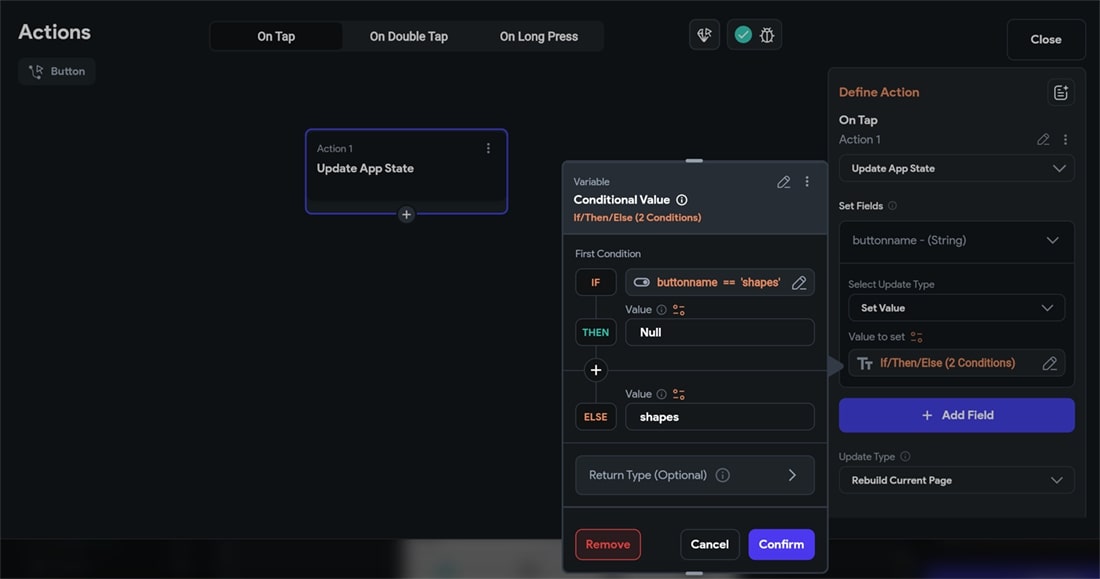 Actions
On Tap
On Double Tap
On Long Press
Close
Button
Define Action
On Tap
Action 1
Update App State
Set Fields
buttonname - (String)
Select Update Type
Set Value
Value to set
If/Then/Else (2 Conditions)
+ Add Field
Update Type
Rebuild Current Page
Action 1
Update App State
Variable
Conditional Value
If/Then/Else (2 Conditions)
First Condition
IF
buttonname == 'shapes'
Value
THEN
Null
Value
ELSE
shapes
Return Type (Optional)
Remove
Cancel
Confirm